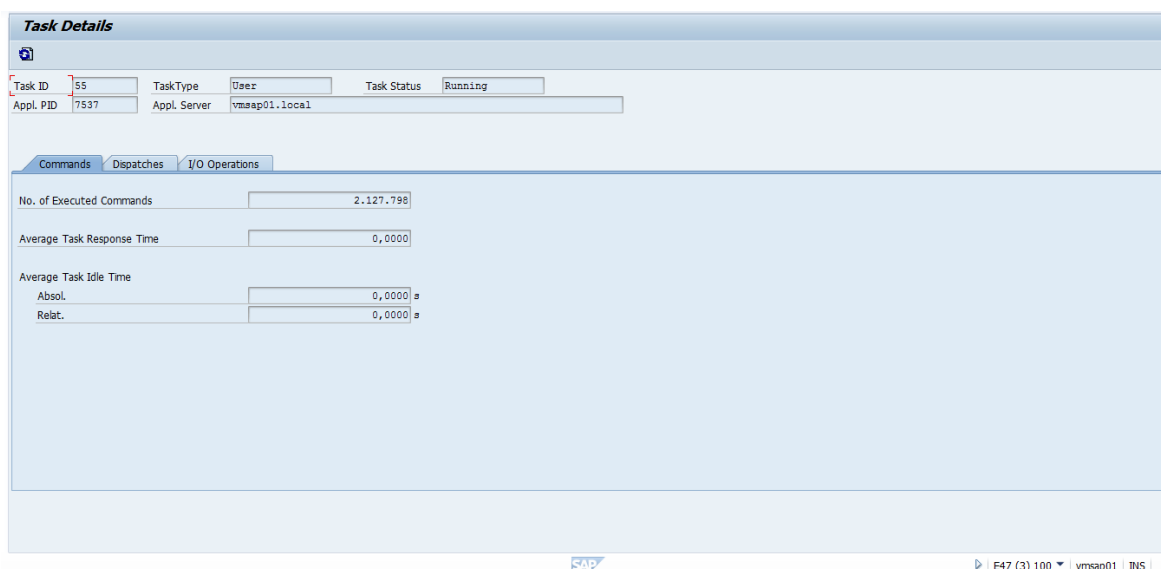 Task Details
Task ID 55 TaskType User Task Status Running
Appl. PID 7537 Appl. Server vmsap01.local
Commands Dispatches I/O Operations
No. of Executed Commands 2.127.798
Average Task Response Time 0,0000
Average Task Idle Time
Absol. 0,0000 s
Relat. 0,0000 s
SAP E47 (3) 100 vmsap01 INS